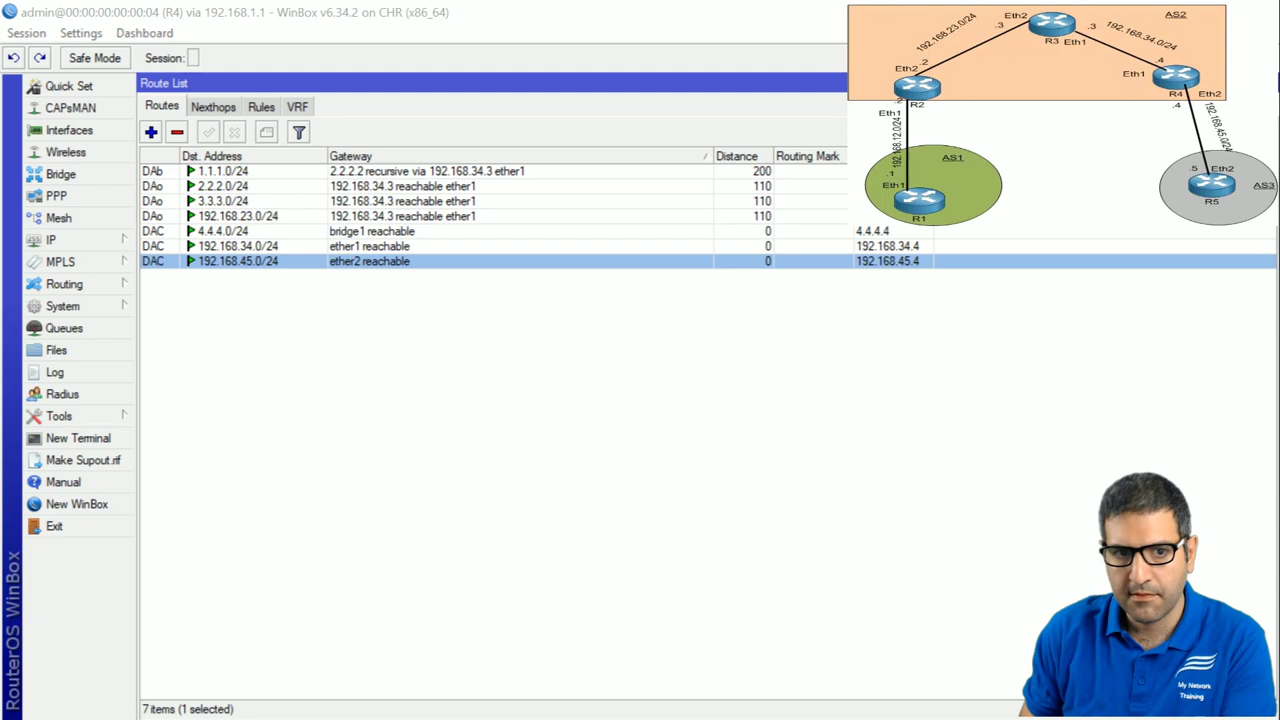 admin@00:00:00:00:00:04 (R4) via 192.168.1.1 - WinBox v6.34.2 on CHR (x86_64)
Session Settings Dashboard
Safe Mode Session:
Quick Set
CAPsMAN
Interfaces
Wireless
Bridge
PPP
Mesh
IP
MPLS
Routing
System
Queues
Files
Log
Radius
Tools
New Terminal
Make Supout.rif
Manual
New WinBox
Exit
RouterOS WinBox
Route List
Routes Nexthops Rules VRF
Dst. Address Gateway Distance Routing Mark
DAb 1.1.1.0/24 2.2.2.2 recursive via 192.168.34.3 ether1 200
DAo 2.2.2.0/24 192.168.34.3 reachable ether1 110
DAo 3.3.3.0/24 192.168.34.3 reachable ether1 110
DAo 192.168.23.0/24 192.168.34.3 reachable ether1 110
DAC 4.4.4.0/24 bridge1 reachable 0 4.4.4.4
DAC 192.168.34.0/24 ether1 reachable 0 192.168.34.4
DAC 192.168.45.0/24 ether2 reachable 0 192.168.45.4
7 items (1 selected)
AS2
Eth2
.3
.3
R3 Eth1
192.168.23.0/24
192.168.34.0/24
Eth2 .2
.4
Eth1
R4 Eth2
.4
R2
.2
Eth1
192.168.12.0/24
192.168.45.0/24
AS1
.1
Eth1
R1
.5 Eth2
AS3
R5
My Network
Training